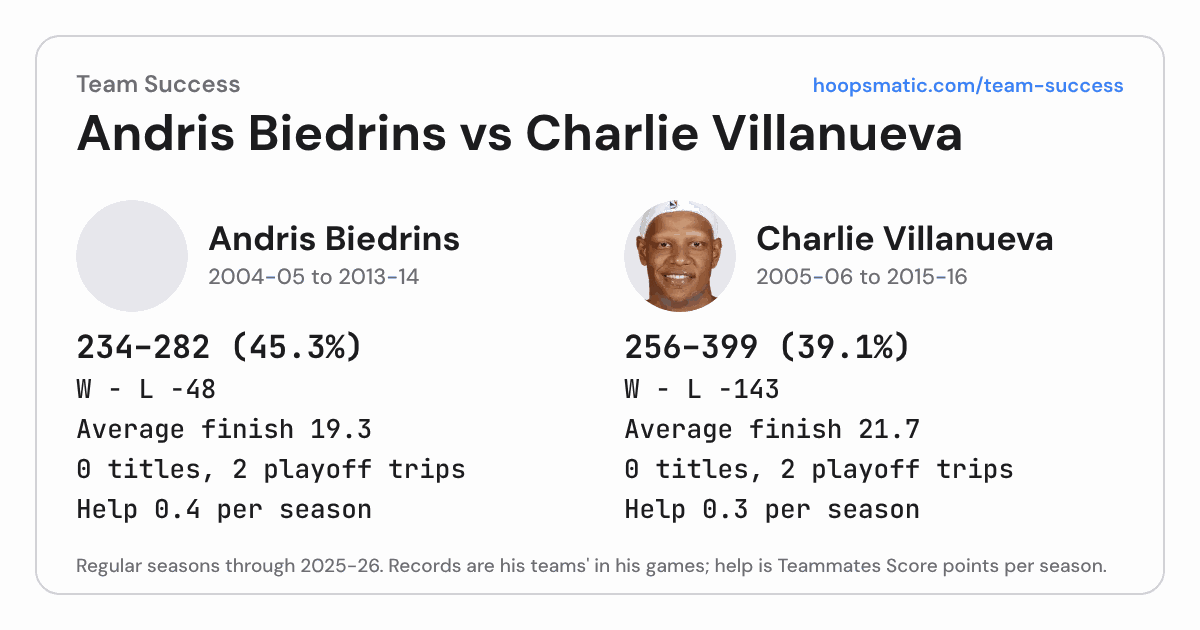 Team Success
hoopsmatic.com/team-success
Andris Biedrins vs Charlie Villanueva
Andris Biedrins
2004-05 to 2013-14
234-282 (45.3%)
W - L -48
Average finish 19.3
0 titles, 2 playoff trips
Help 0.4 per season
Charlie Villanueva
2005-06 to 2015-16
256-399 (39.1%)
W - L -143
Average finish 21.7
0 titles, 2 playoff trips
Help 0.3 per season
Regular seasons through 2025-26. Records are his teams' in his games; help is Teammates Score points per season.